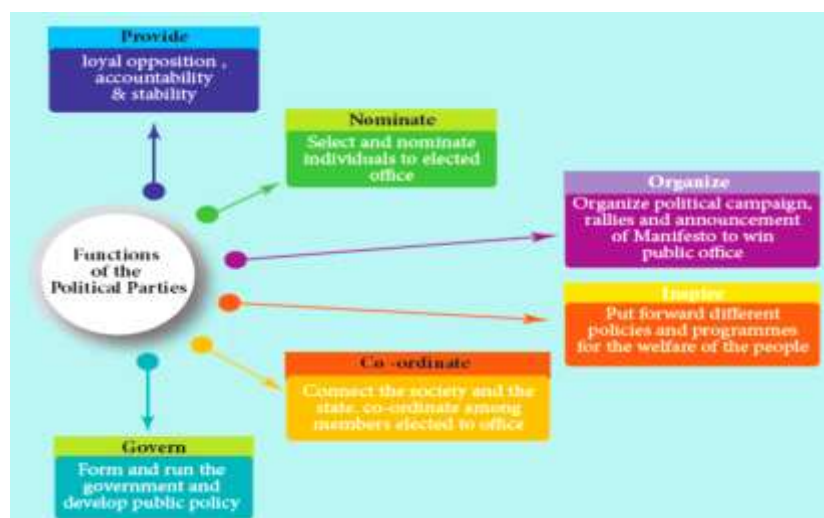 Provide
loyal opposition ,
accountability
& stability
Nominate
Select and nominate
individuals to elected
office
Organize
Organize political campaign,
rallies and announcement
of Manifesto to win
public office
Functions
of the
Political Parties
Inspire
Put forward different
policies and programmes
for the welfare of the people
Co -ordinate
Connect the society and the
state, co-ordinate among
members elected to office
Govern
Form and run the
government and
develop public policy